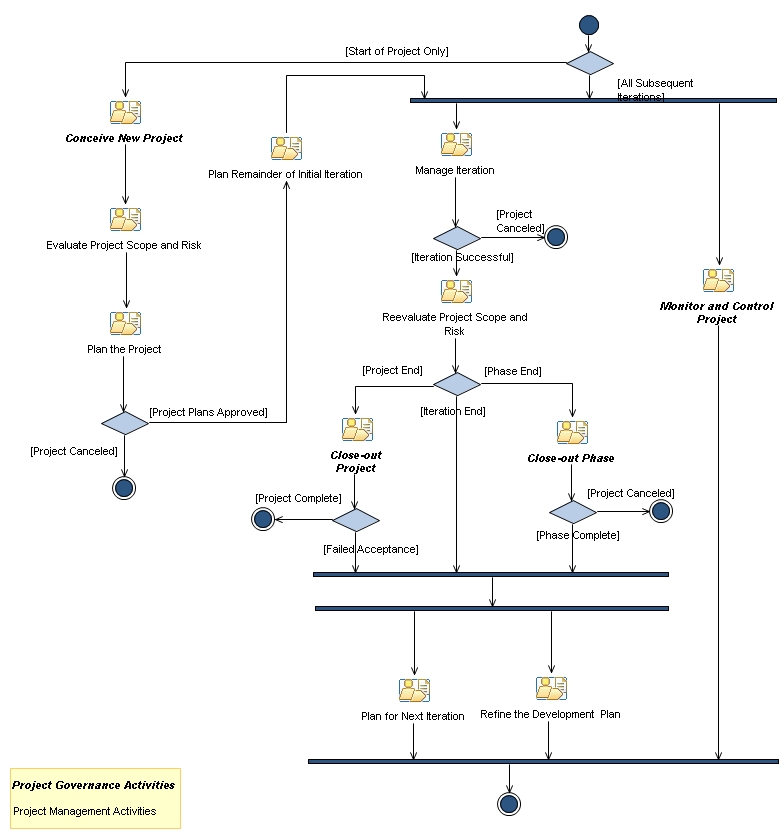 [Start of Project Only]
[All Subsequent
Iterations]
Conceive New Project
Plan Remainder of Initial Iteration
Manage Iteration
[Project
Canceled]
Evaluate Project Scope and Risk
[Iteration Successful]
Monitor and Control
Project
Reevaluate Project Scope and
Risk
Plan the Project
[Project End]
[Phase End]
[Project Plans Approved]
[Iteration End]
[Project Canceled]
Close-out
Project
Close-out Phase
[Project Complete]
[Project Canceled]
[Failed Acceptance]
[Phase Complete]
Plan for Next Iteration
Refine the Development  Plan
Project Governance Activities
Project Management Activities